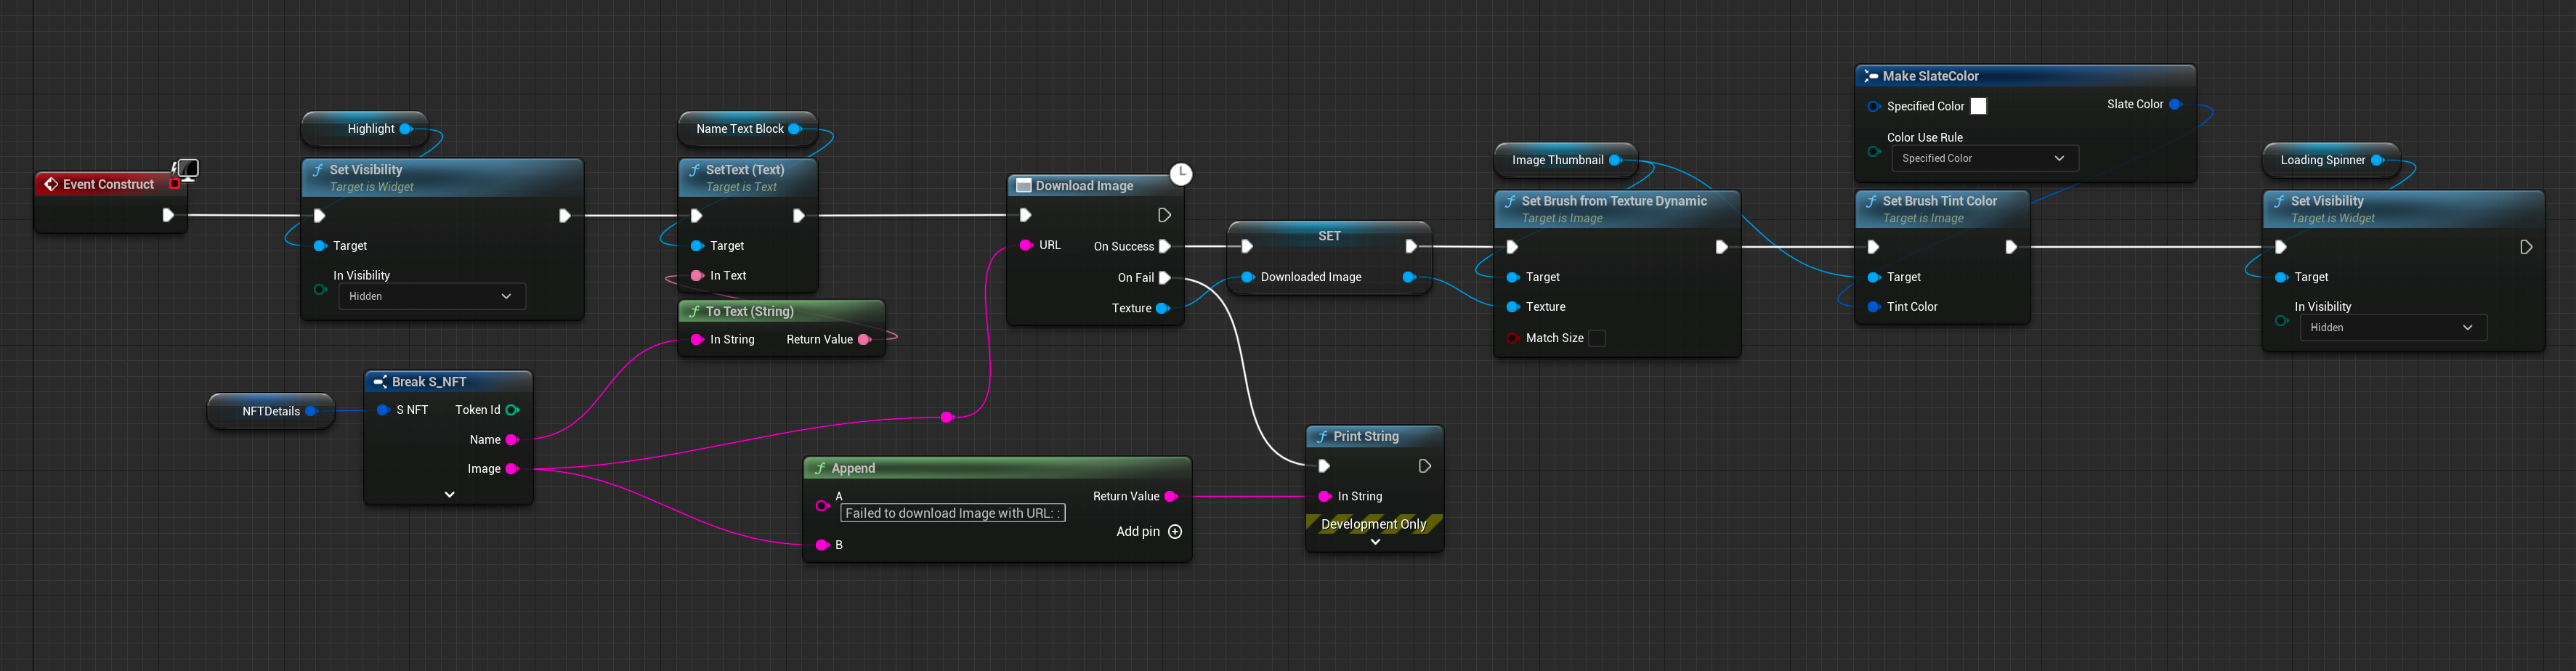 Event Construct
Highlight
Set Visibility
Target is Widget
Target
In Visibility
Hidden
Name Text Block
SetText (Text)
Target is Text
Target
In Text
To Text (String)
In String Return Value
NFTDetails
Break S_NFT
S NFT Token Id
Name
Image
Download Image
URL On Success
On Fail
Texture
SET
Downloaded Image
Append
A
Failed to download Image with URL: :
Return Value
Add pin
B
Print String
In String
Development Only
Image Thumbnail
Set Brush from Texture Dynamic
Target is Image
Target
Texture
Match Size
Make SlateColor
Specified Color Slate Color
Color Use Rule
Specified Color
Set Brush Tint Color
Target is Image
Target
Tint Color
Loading Spinner
Set Visibility
Target is Widget
Target
In Visibility
Hidden